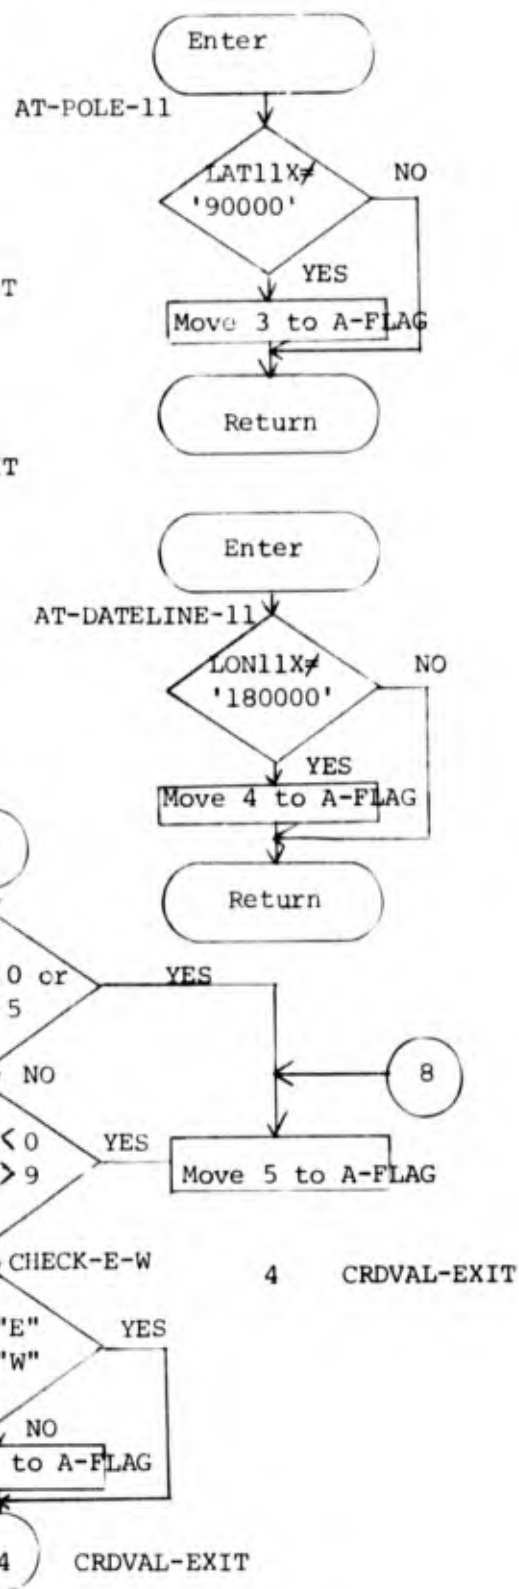 Enter
AT-POLE-11
LAT11X≠
'90000'
NO
YES
T
Move 3 to A-FLAG
Return
IT
Enter
AT-DATELINE-11
LON11X≠
'180000'
NO
YES
Move 4 to A-FLAG
Return
0 or
5
YES
NO
8
<0
>9
YES
Move 5 to A-FLAG
CHECK-E-W
4 CRDVAL-EXIT
"E"
"W"
YES
NO
to A-FLAG
4 CRDVAL-EXIT